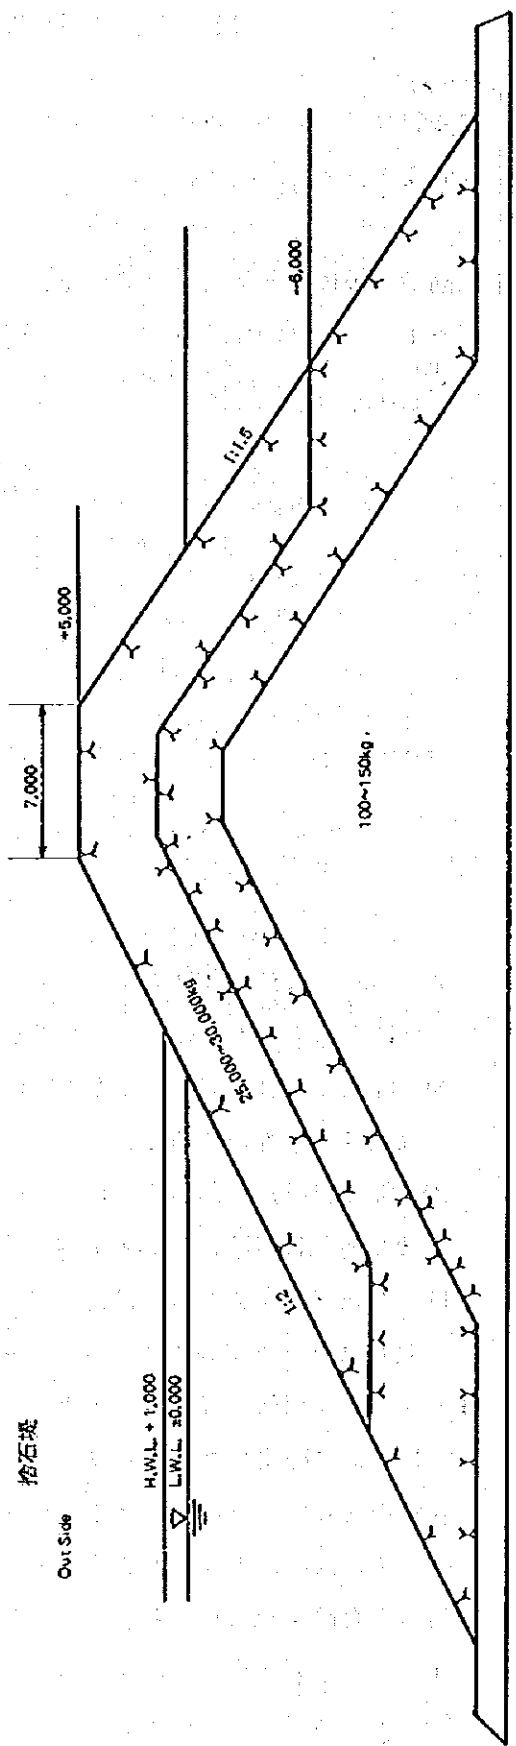 捨石堤
Out Side
H.W.L. + 1,000
L.W.L. ±0.000
1:2
25,000~30,000kg
7,000
+5,000
1:1.5
-6,000
100~150kg.